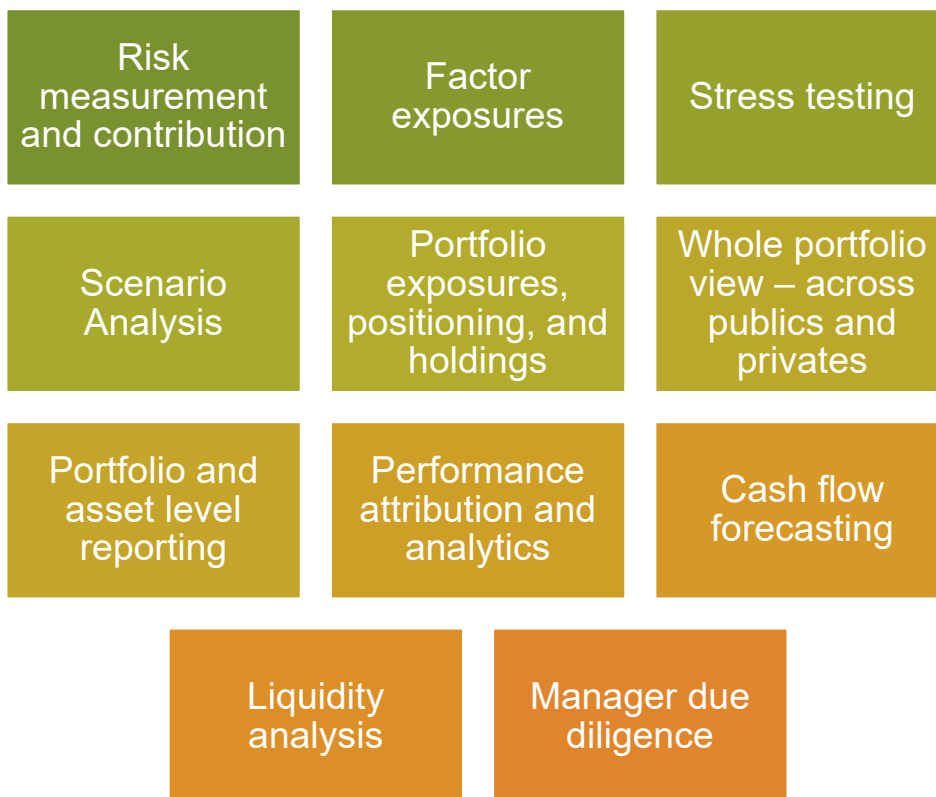 Risk
measurement
and contribution
Factor
exposures
Stress testing
Scenario
Analysis
Portfolio
exposures,
positioning, and
holdings
Whole portfolio
view – across
publics and
privates
Portfolio and
asset level
reporting
Performance
attribution and
analytics
Cash flow
forecasting
Liquidity
analysis
Manager due
diligence